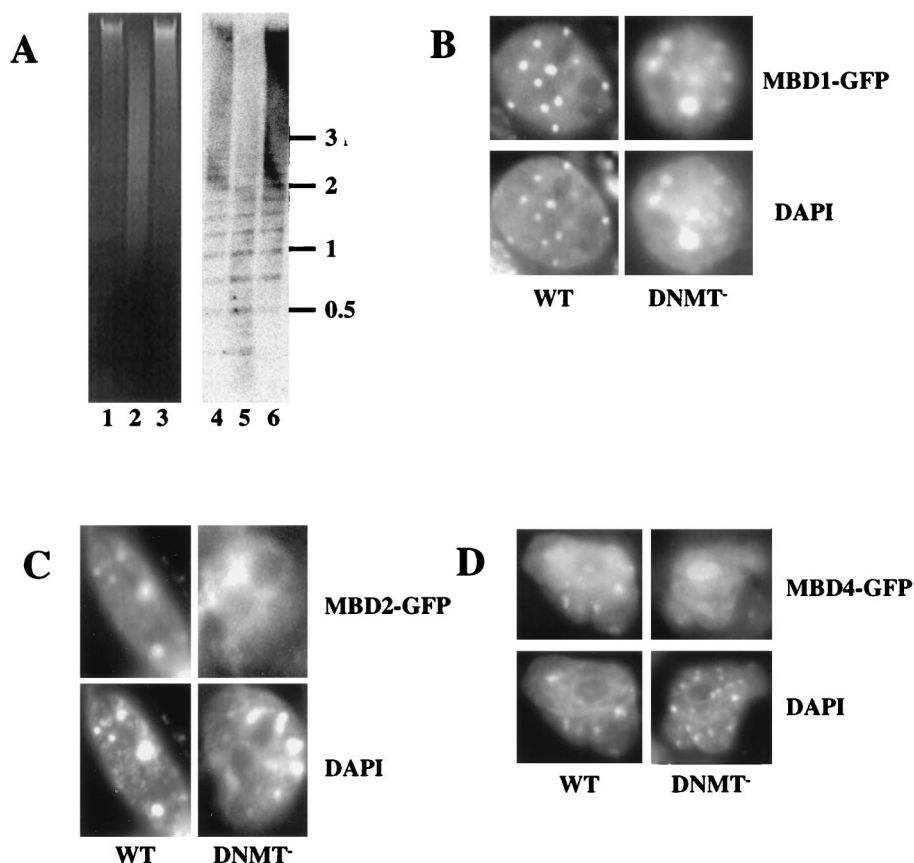 A
3
2
1
0.5
1 2 3 4 5 6
B
MBD1-GFP
DAPI
WT DNMT-
C
MBD2-GFP
DAPI
WT DNMT-
D
MBD4-GFP
DAPI
WT DNMT-